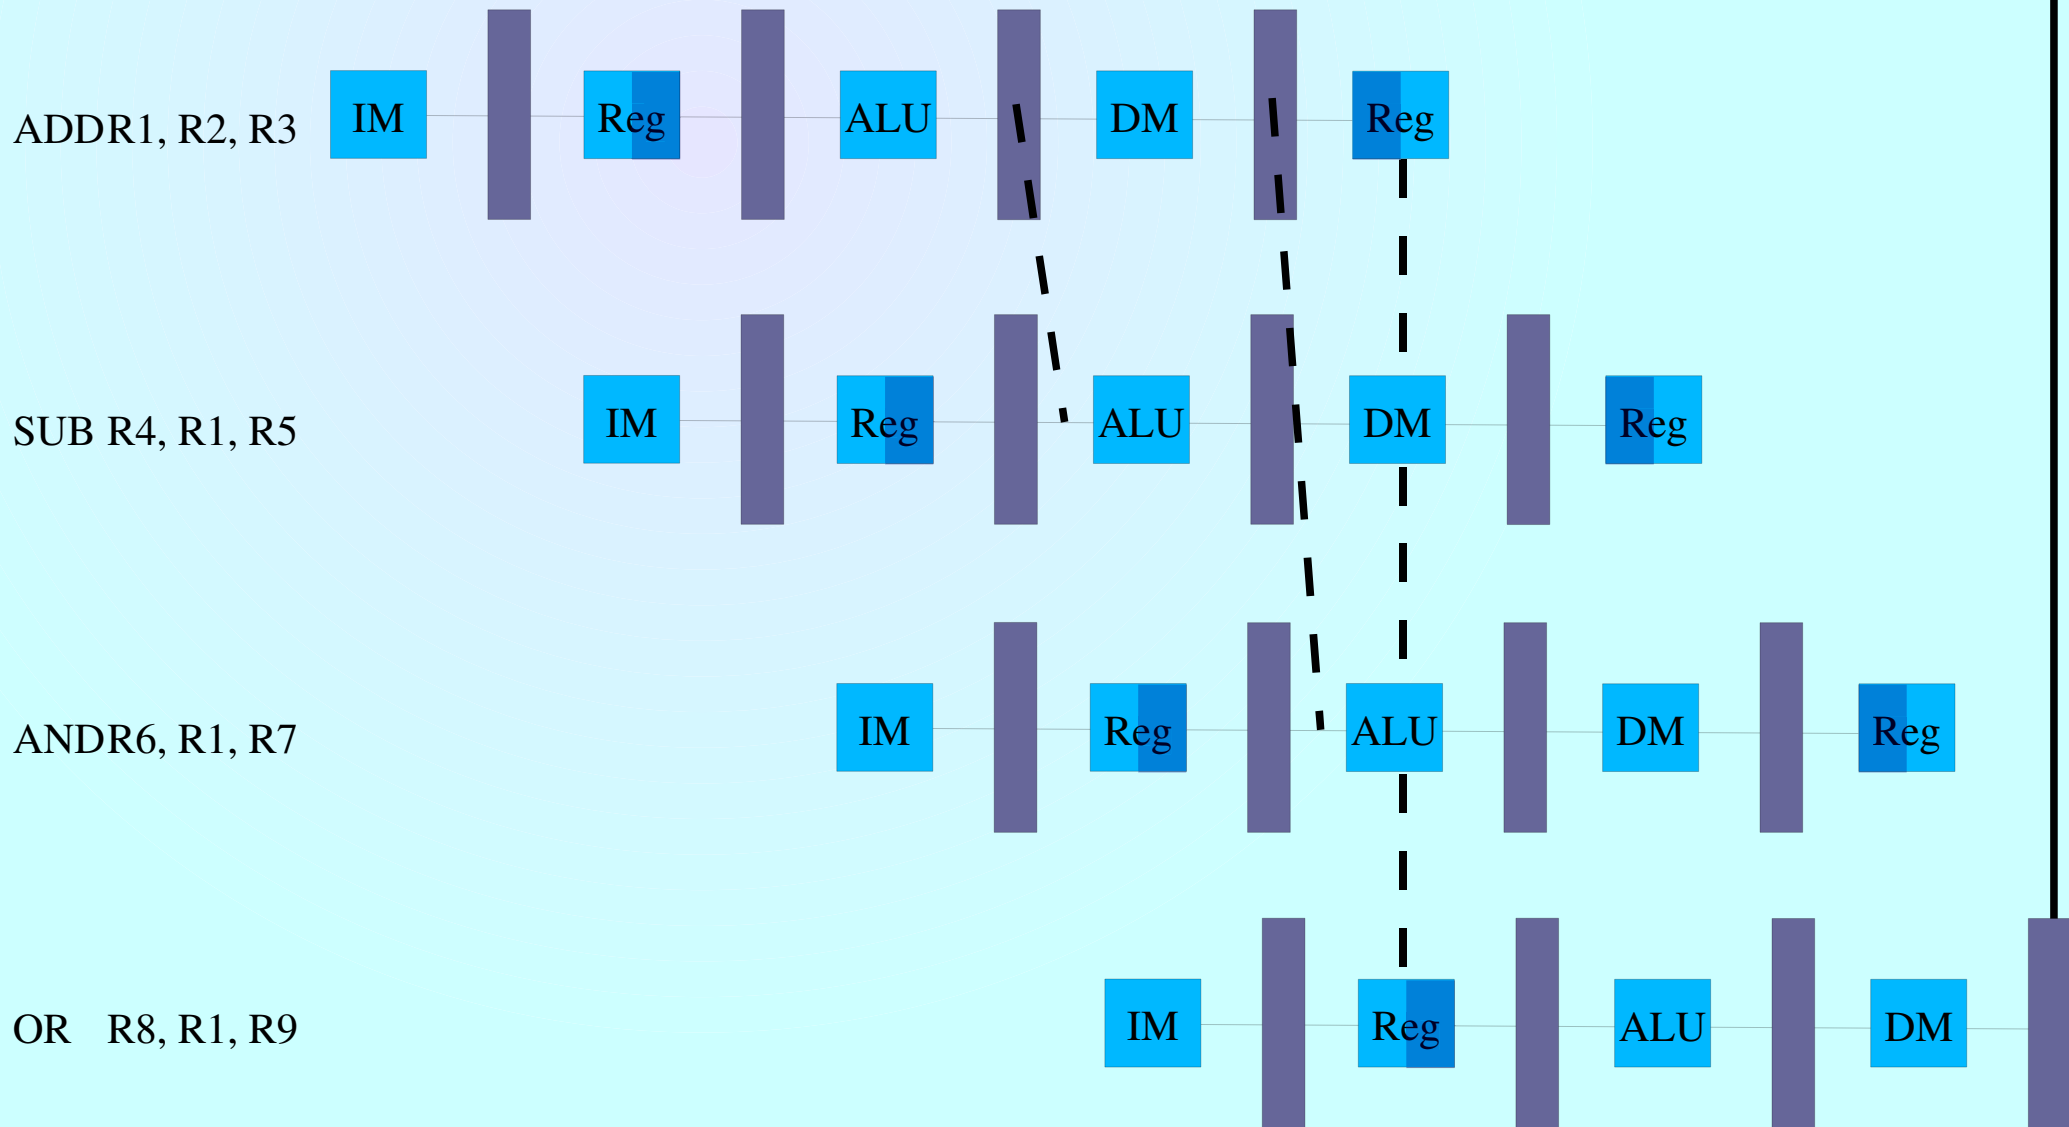 ADDR1, R2, R3 IM Reg ALU DM Reg
SUB R4, R1, R5 IM Reg ALU DM Reg
ANDR6, R1, R7 IM Reg ALU DM Reg
OR R8, R1, R9 IM Reg ALU DM